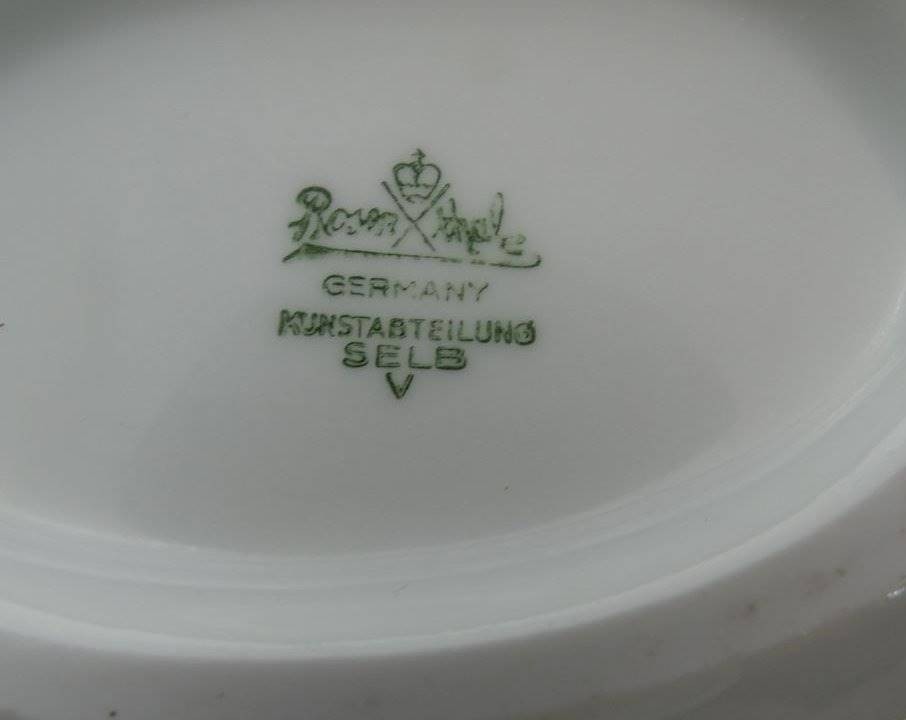 Rosenthal
GERMANY
KUNSTABTEILUNG
SELB
V